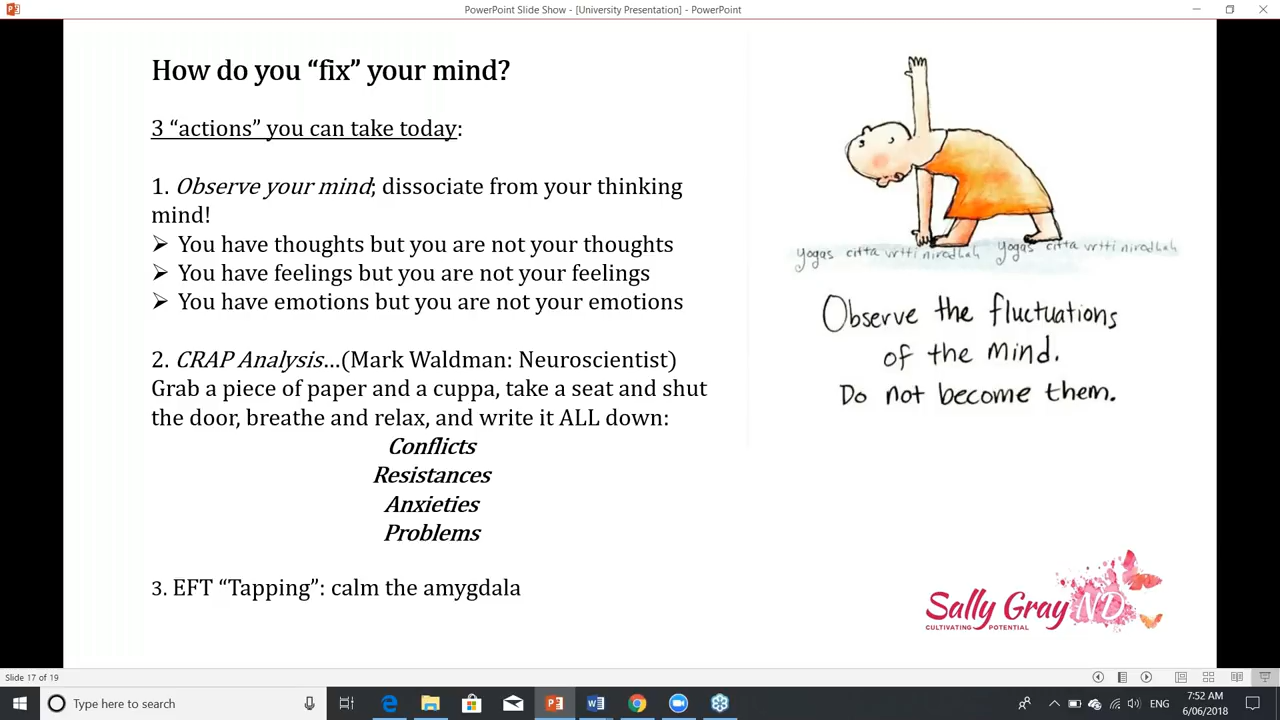 PowerPoint Slide Show - [University Presentation] - PowerPoint
How do you “fix” your mind?
3 “actions” you can take today:
1. Observe your mind; dissociate from your thinking
mind!
You have thoughts but you are not your thoughts
You have feelings but you are not your feelings
You have emotions but you are not your emotions
2. CRAP Analysis…(Mark Waldman: Neuroscientist)
Grab a piece of paper and a cuppa, take a seat and shut
the door, breathe and relax, and write it ALL down:
Conflicts
Resistances
Anxieties
Problems
3. EFT “Tapping”: calm the amygdala
yogas citta vrtti nirodhah yogas citta vrtti nirodhah
Observe the fluctuations
of the Mind.
Do not become them.
Sally Gray ND
CULTIVATING POTENTIAL
Slide 17 of 19
Type here to search
ENG
7:52 AM
6/06/2018